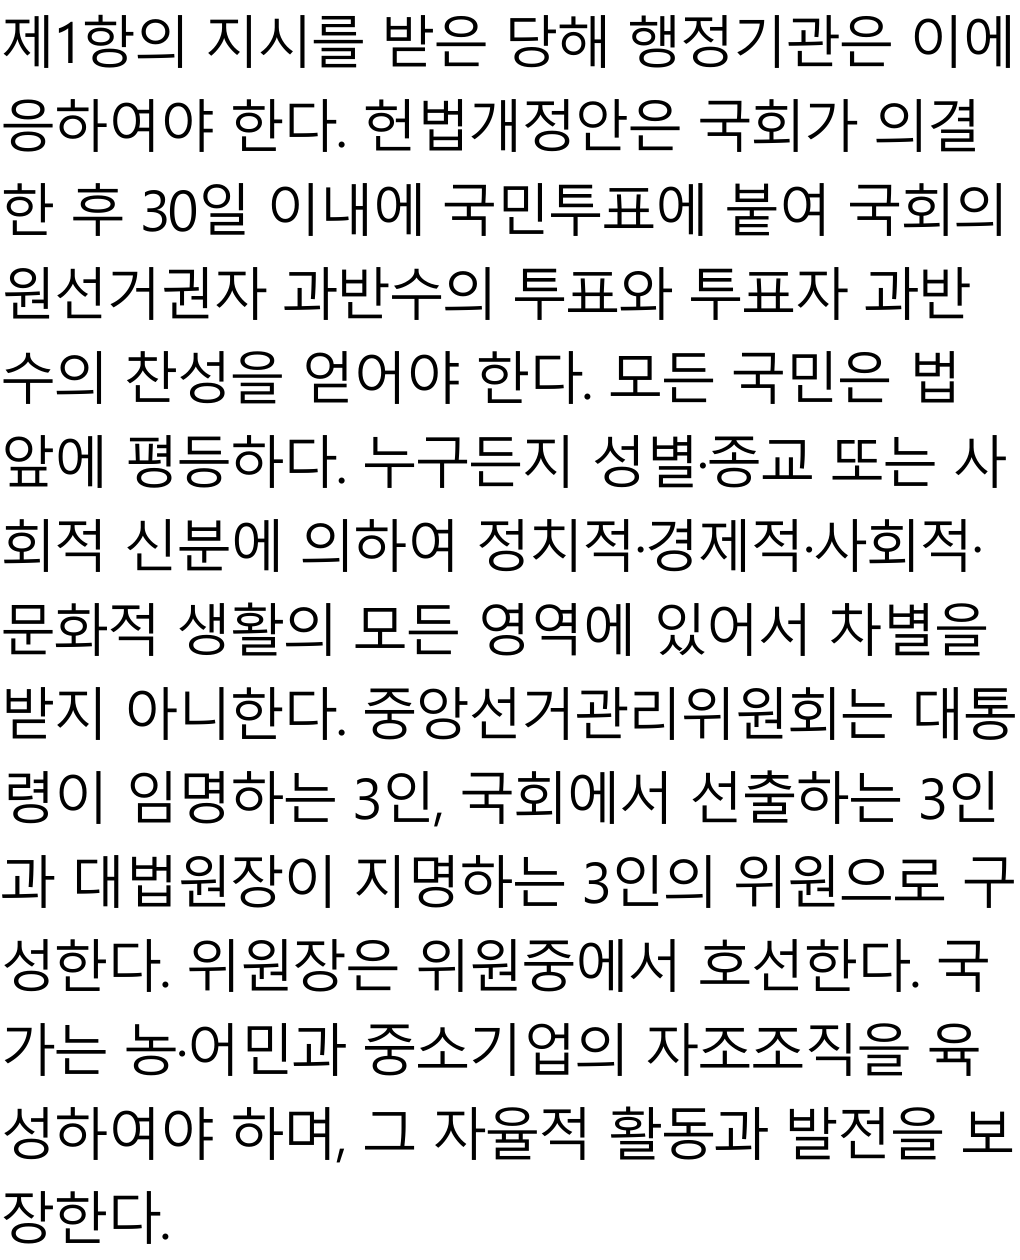 제1항의 지시를 받은 당해 행정기관은 이에
응하여야 한다. 헌법개정안은 국회가 의결
한 후 30일 이내에 국민투표에 붙여 국회의
원선거권자 과반수의 투표와 투표자 과반
수의 찬성을 얻어야 한다. 모든 국민은 법
앞에 평등하다. 누구든지 성별·종교 또는 사
회적 신분에 의하여 정치적·경제적·사회적·
문화적 생활의 모든 영역에 있어서 차별을
받지 아니한다. 중앙선거관리위원회는 대통
령이 임명하는 3인, 국회에서 선출하는 3인
과 대법원장이 지명하는 3인의 위원으로 구
성한다. 위원장은 위원중에서 호선한다. 국
가는 농·어민과 중소기업의 자조조직을 육
성하여야 하며, 그 자율적 활동과 발전을 보
장한다.